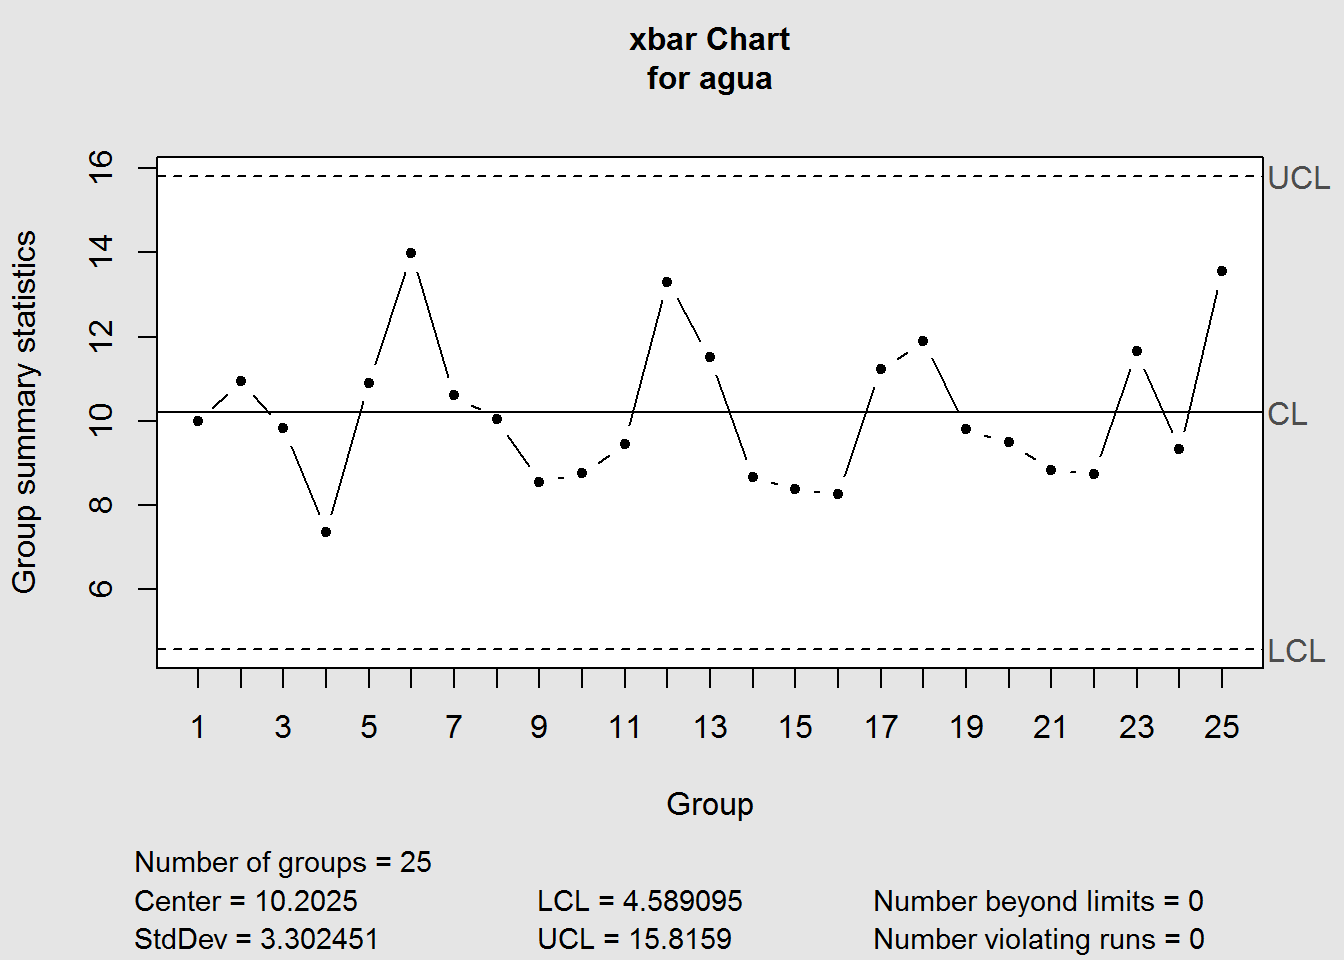 xbar Chart
for agua
Group summary statistics
16
14
12
10
8
6
UCL
CL
LCL
1 3 5 7 9 11 13 15 17 19 21 23 25
Group
Number of groups = 25
Center = 10.2025 LCL = 4.589095 Number beyond limits = 0
StdDev = 3.302451 UCL = 15.8159 Number violating runs = 0